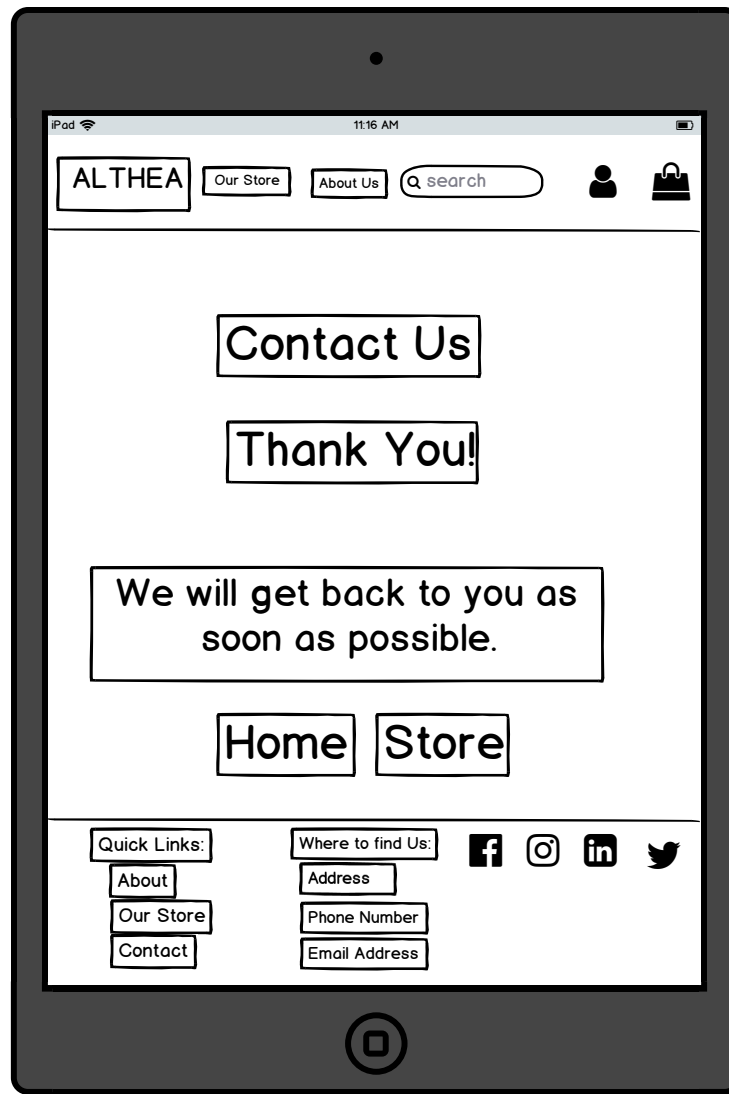 iPad 11:16 AM
ALTHEA Our Store About Us search
Contact Us
Thank You!
We will get back to you as
soon as possible.
Home Store
Quick Links:
About
Our Store
Contact
Where to find Us:
Address
Phone Number
Email Address